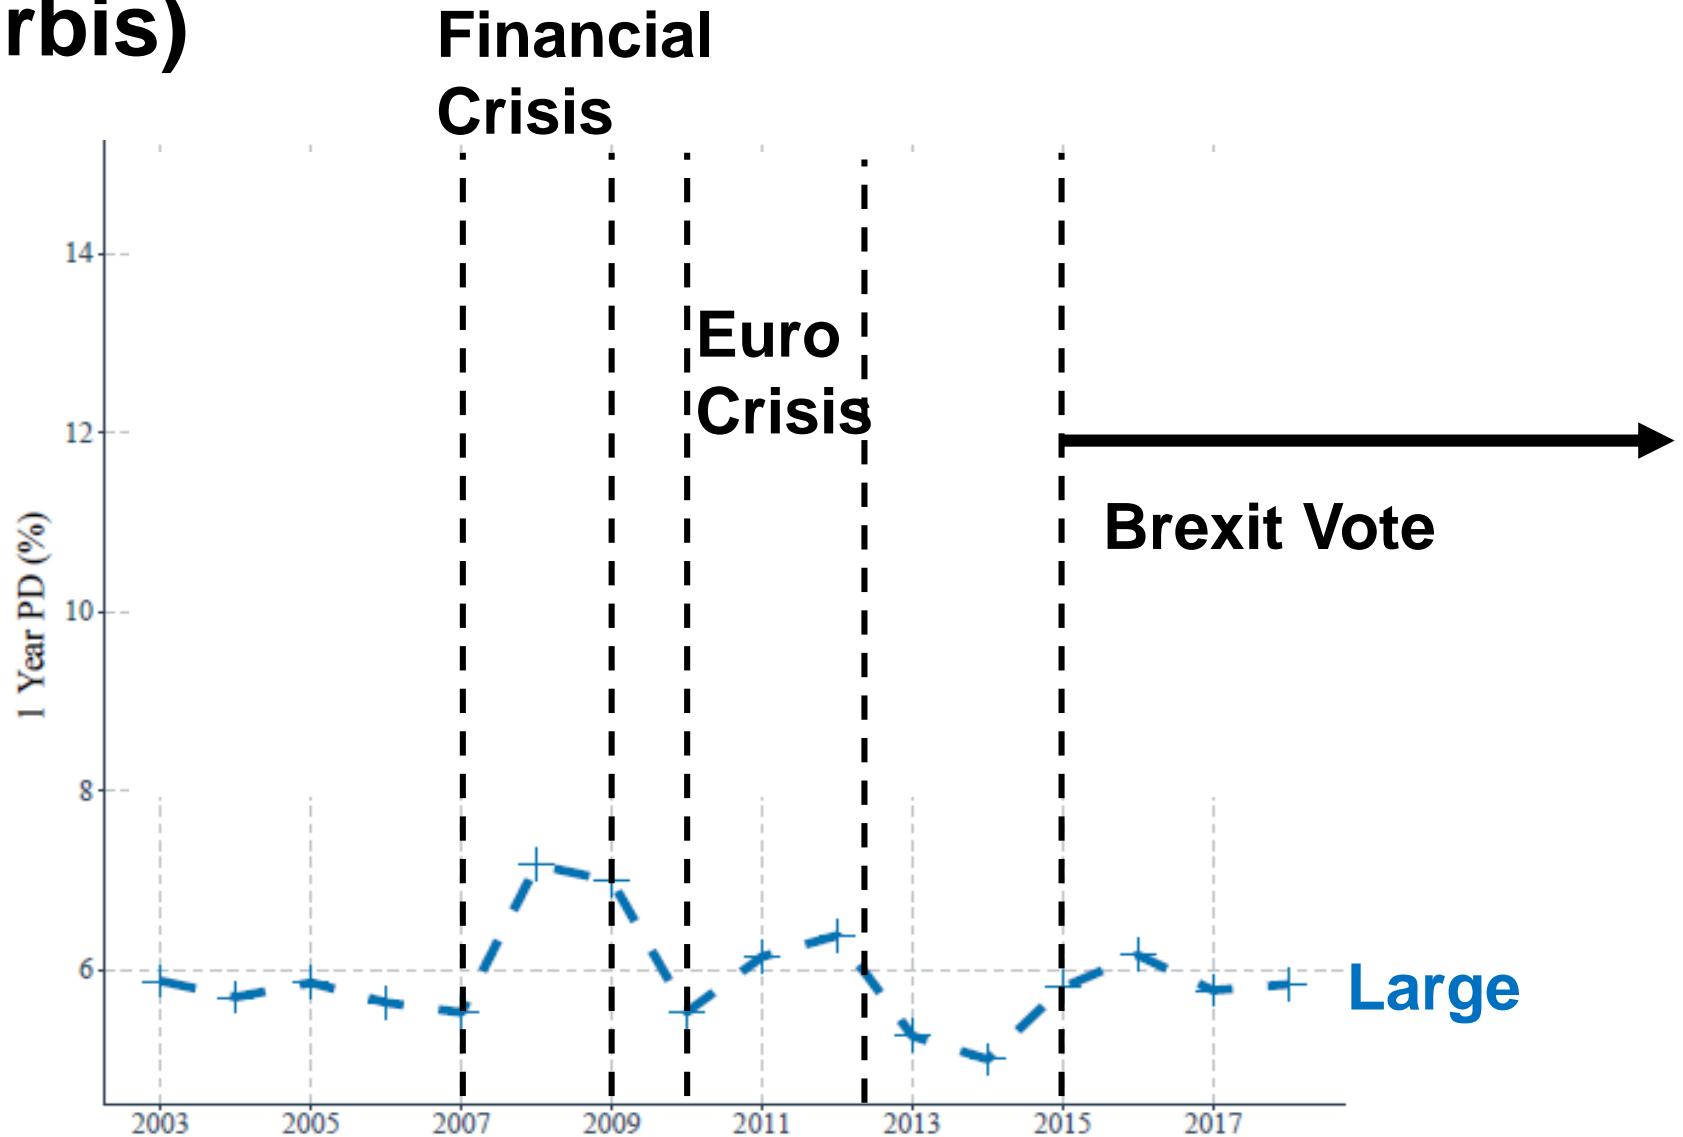 rbis)
Financial
Crisis
14
Euro
Crisis
12
Brexit Vote
1 Year PD (%)
10
8
6
Large
2003 2005 2007 2009 2011 2013 2015 2017